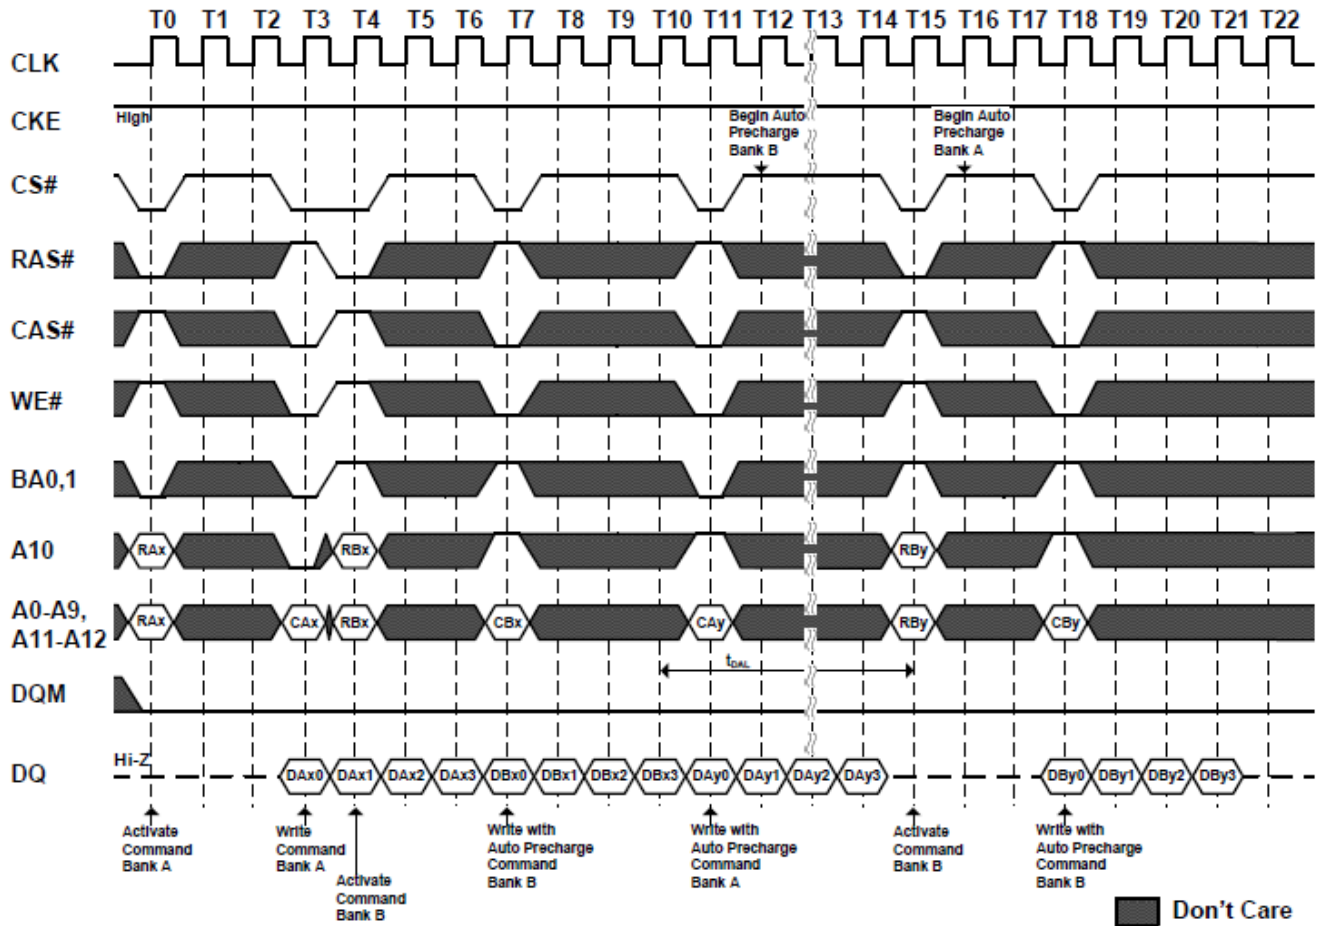 T0 T1 T2 T3 T4 T5 T6 T7 T8 T9 T10 T11 T12 T13 T14 T15 T16 T17 T18 T19 T20 T21 T22
CLK
CKE
High
Begin Auto
Precharge
Bank B
Begin Auto
Precharge
Bank A
CS#
RAS#
CAS#
WE#
BA0,1
A10
RAx RBx RBy
A0-A9,
A11-A12
RAx CAx RBx CBx CAy RBy CBy
tDAL
DQM
Hi-Z
DQ
DAx0 DAx1 DAx2 DAx3 DBx0 DBx1 DBx2 DBx3 DAy0 DAy1 DAy2 DAy3 DBy0 DBy1 DBy2 DBy3
Activate
Command
Bank A
Write
Command
Bank A
Activate
Command
Bank B
Write with
Auto Precharge
Command
Bank B
Write with
Auto Precharge
Command
Bank A
Activate
Command
Bank B
Write with
Auto Precharge
Command
Bank B
Don't Care